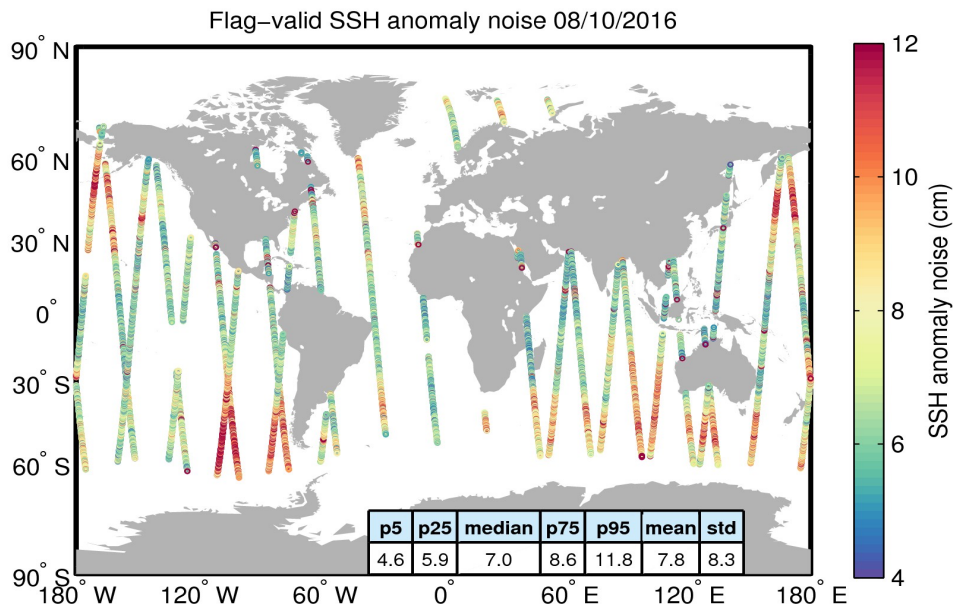 Flag−valid SSH anomaly noise 08/10/2016
90° N
60° N
30° N
0°
30° S
60° S
90° S
180° W 120° W 60° W 0° 60° E 120° E 180° E
p5 p25 median p75 p95 mean std
4.6 5.9 7.0 8.6 11.8 7.8 8.3
12
10
8
6
4
SSH anomaly noise (cm)